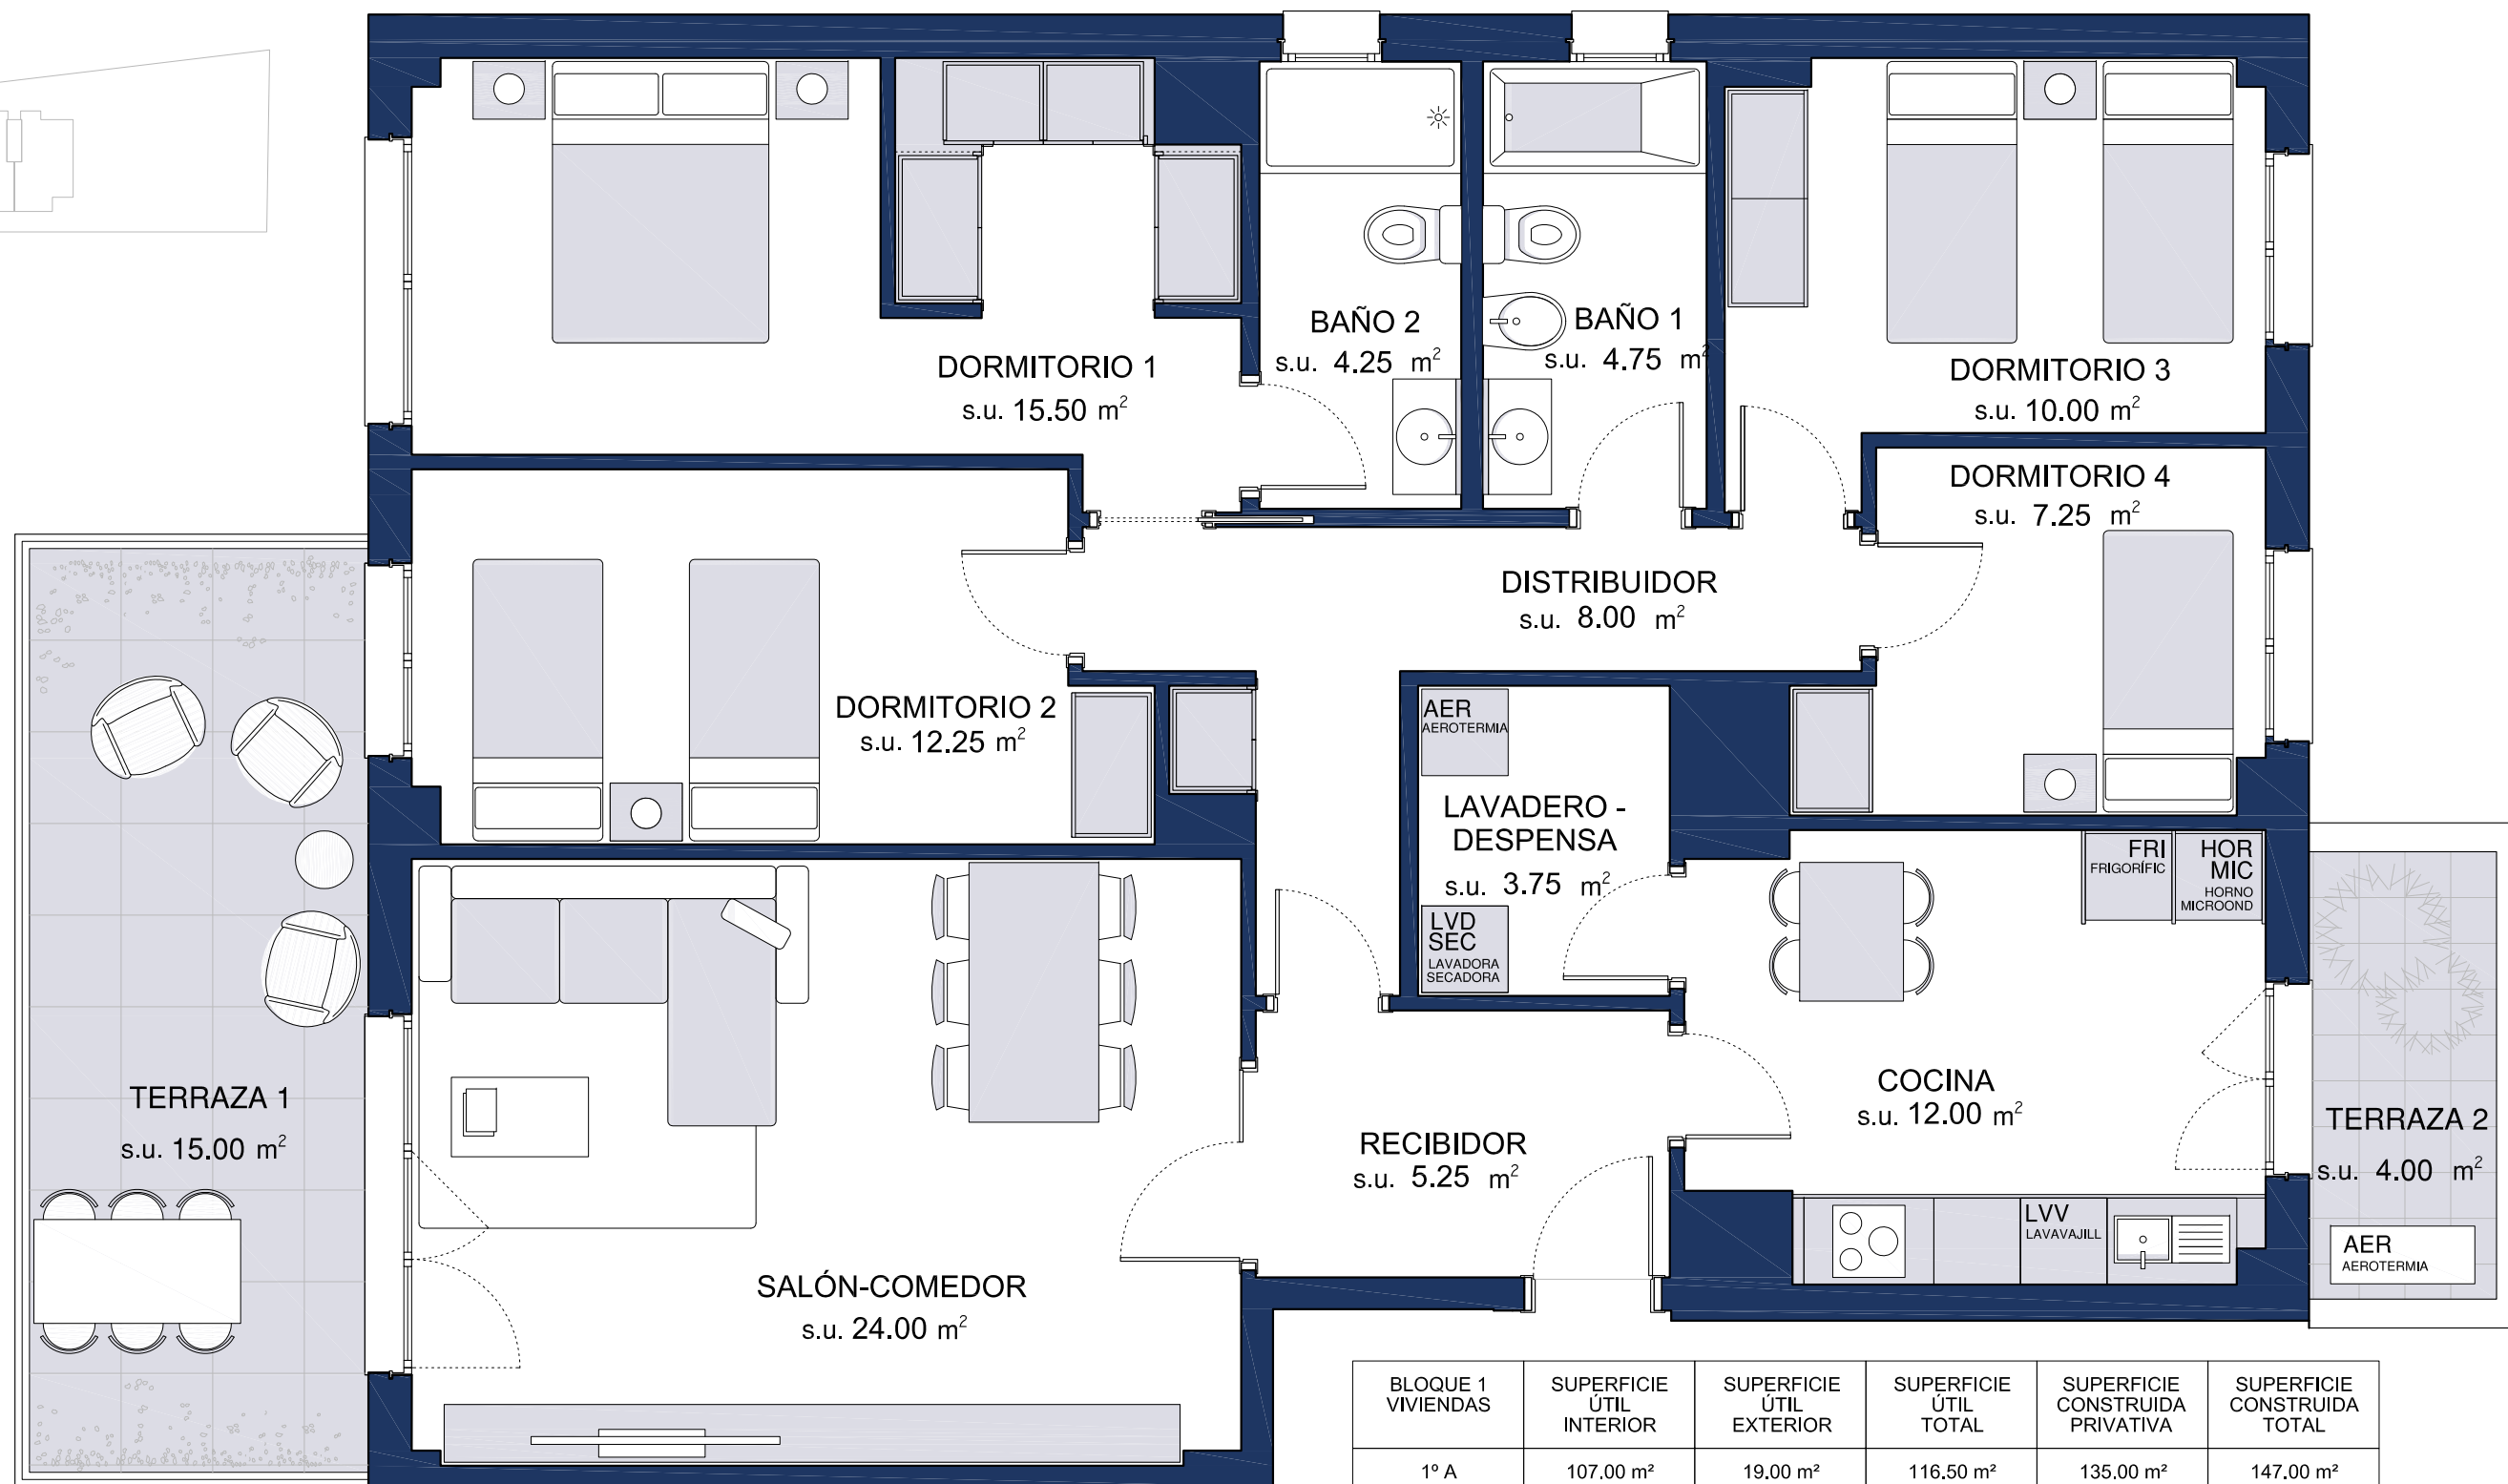 DORMITORIO 1
s.u. 15.50 m²
BAÑO 2
s.u. 4.25 m²
BAÑO 1
s.u. 4.75 m²
DORMITORIO 3
s.u. 10.00 m²
DORMITORIO 4
s.u. 7.25 m²
DISTRIBUIDOR
s.u. 8.00 m²
DORMITORIO 2
s.u. 12.25 m²
AER
AEROTERMIA
LAVADERO -
DESPENSA
s.u. 3.75 m²
LVD
SEC
LAVADORA
SECADORA
FRI
FRIGORÍFIC
HOR
MIC
HORNO
MICROOND
TERRAZA 1
s.u. 15.00 m²
COCINA
s.u. 12.00 m²
TERRAZA 2
s.u. 4.00 m²
RECIBIDOR
s.u. 5.25 m²
LVV
LAVAVAJILL
AER
AEROTERMIA
SALÓN-COMEDOR
s.u. 24.00 m²
BLOQUE 1
VIVIENDAS
SUPERFICIE
ÚTIL
INTERIOR
SUPERFICIE
ÚTIL
EXTERIOR
SUPERFICIE
ÚTIL
TOTAL
SUPERFICIE
CONSTRUIDA
PRIVATIVA
SUPERFICIE
CONSTRUIDA
TOTAL
1º A
107.00 m²
19.00 m²
116.50 m²
135.00 m²
147.00 m²